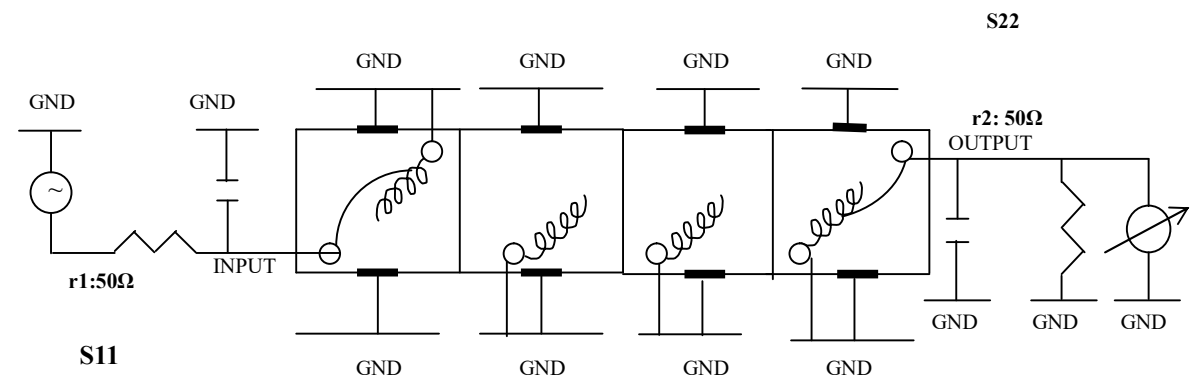 S22
GND
GND
GND
GND
GND
GND
r2: 50Ω
OUTPUT
~
INPUT
r1:50Ω
GND
GND
GND
S11
GND
GND
GND
GND